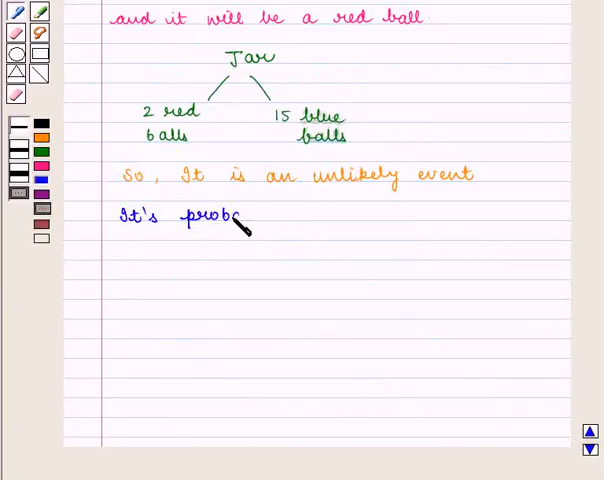 and it will be a red ball.
Jar
2 red 15 blue
balls balls
So, It is an unlikely event
It's proba